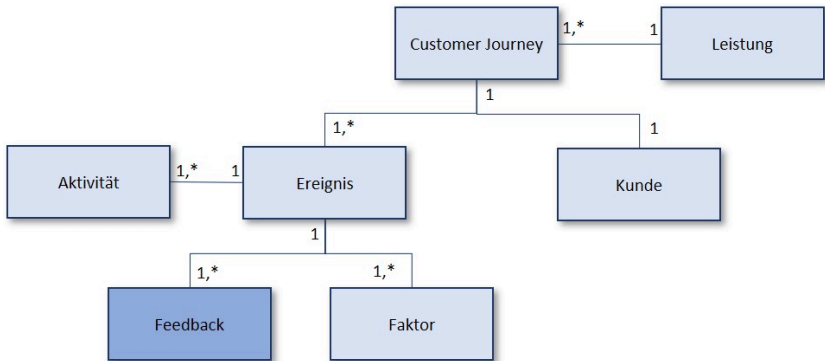 Customer Journey
1,*
1
Leistung
1
1,*
1
Aktivität
1,*
1
Ereignis
Kunde
1
1,*
1,*
Feedback
Faktor